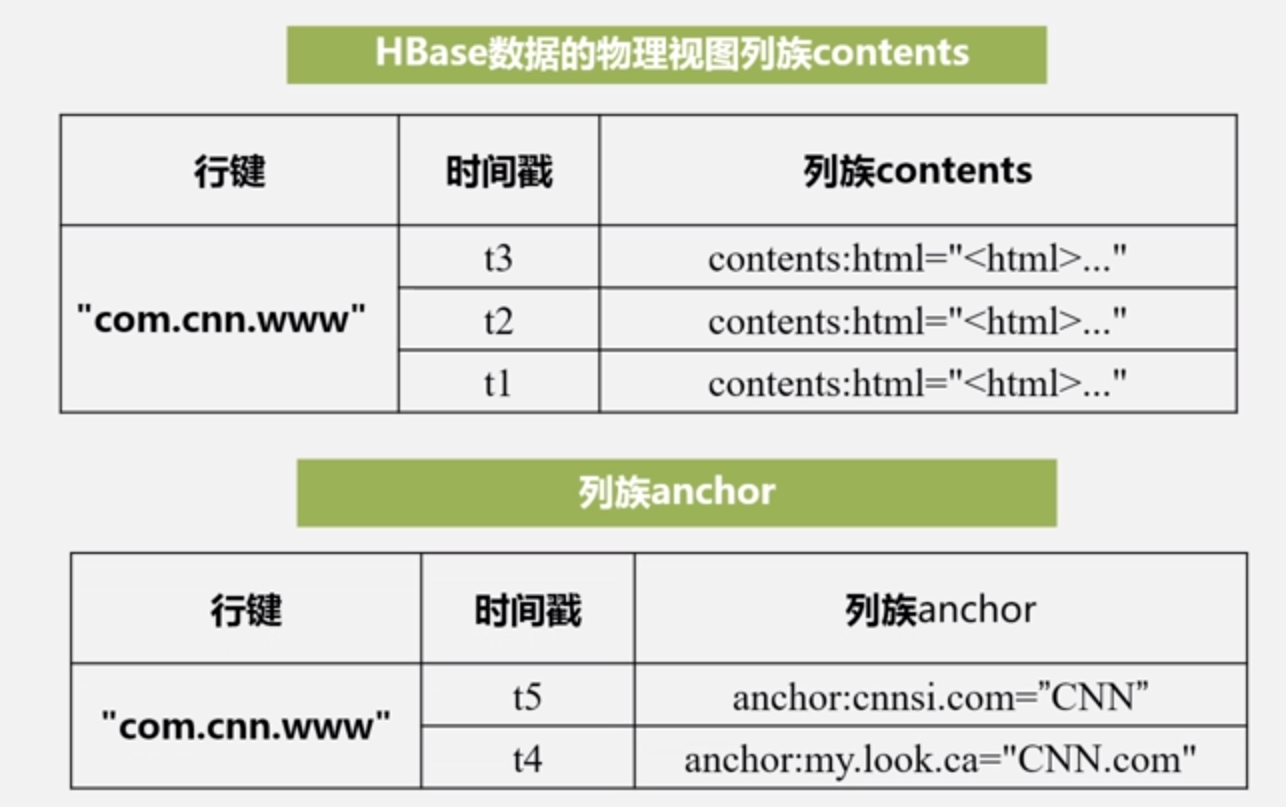 HBase数据的物理视图列族contents
行键 时间戳 列族contents
"com.cnn.www" t3 contents:html="<html>..."
t2 contents:html="<html>..."
t1 contents:html="<html>..."
列族anchor
行键 时间戳 列族anchor
"com.cnn.www" t5 anchor:cnnsi.com=”CNN”
t4 anchor:my.look.ca="CNN.com"